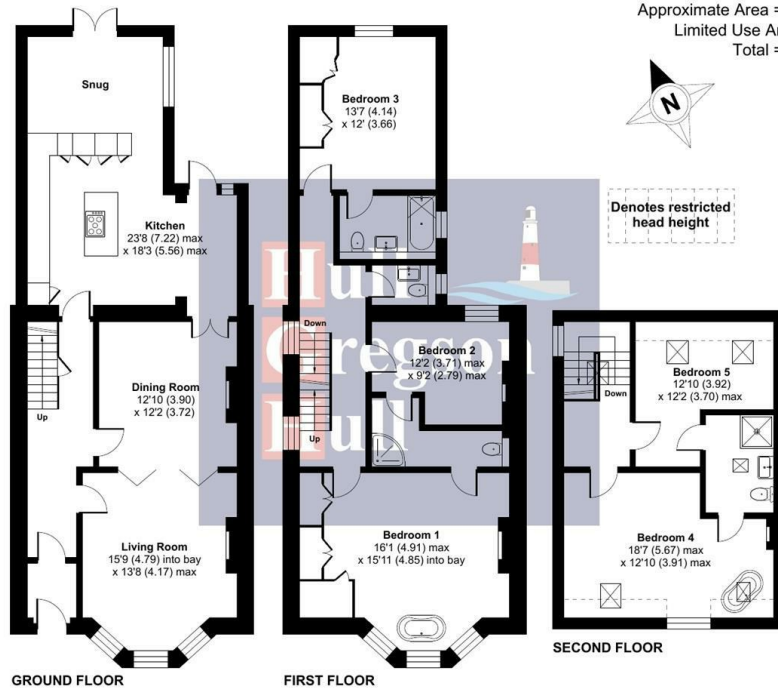 Approximate Area =
Limited Use Ar
Total =
N
Denotes restricted
head height
Snug
Kitchen
23'8 (7.22) max
x 18'3 (5.56) max
Up
Dining Room
12'10 (3.90)
x 12'2 (3.72)
Living Room
15'9 (4.79) into bay
x 13'8 (4.17) max
GROUND FLOOR
Bedroom 3
13'7 (4.14)
x 12' (3.66)
Hull
Gregson
Hull
Down
Bedroom 2
12'2 (3.71) max
x 9'2 (2.79) max
Up
Bedroom 1
16'1 (4.91) max
x 15'11 (4.85) into bay
FIRST FLOOR
Down
Bedroom 5
12'10 (3.92)
x 12'2 (3.70) max
Bedroom 4
18'7 (5.67) max
x 12'10 (3.91) max
SECOND FLOOR